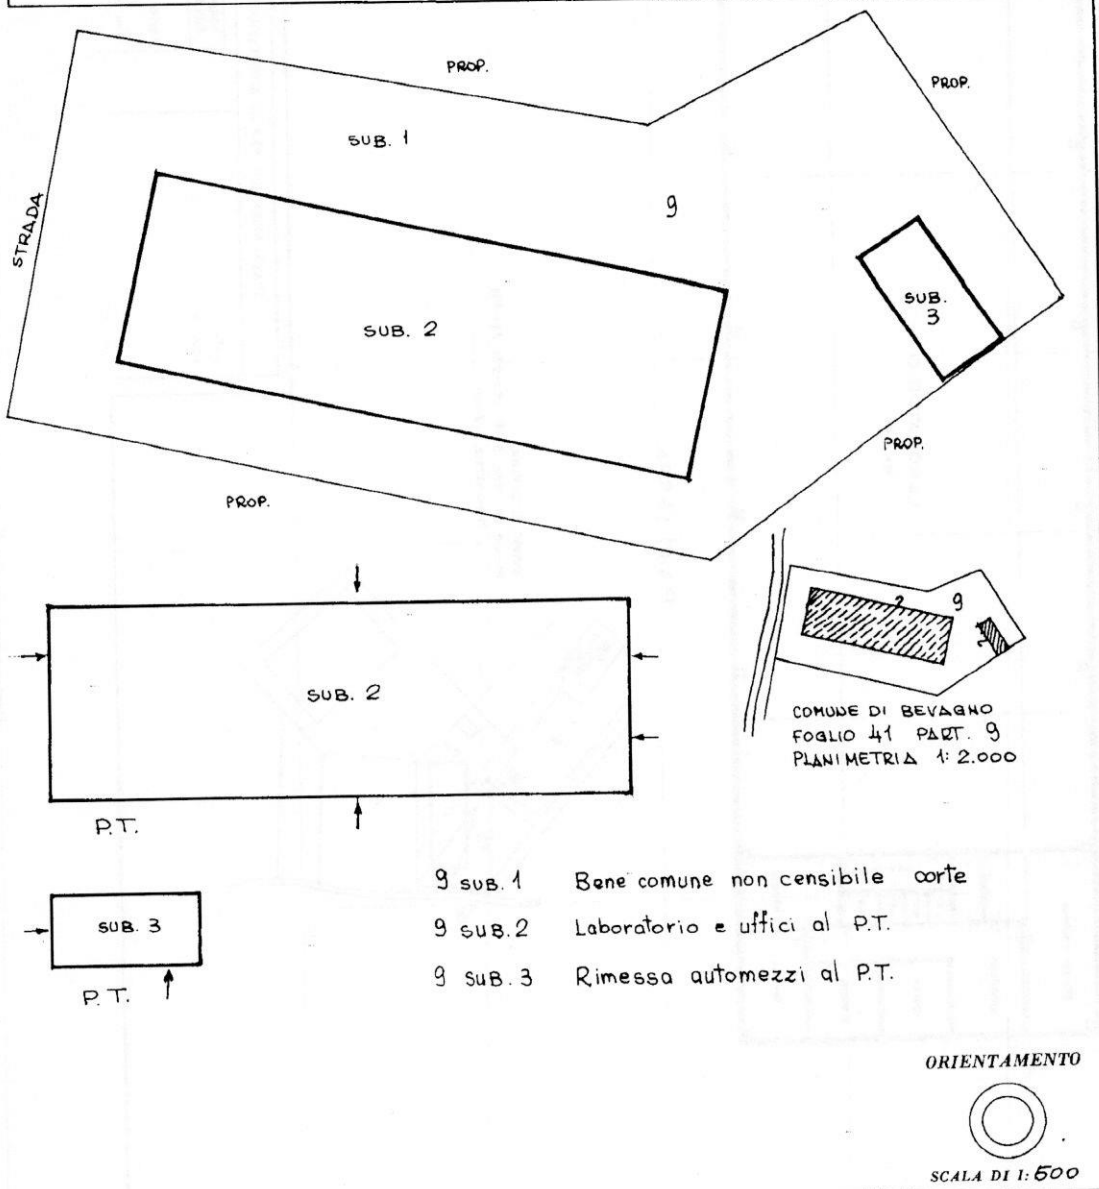 PROP.
PROP.
SUB. 1
9
STRADA
SUB.
3
SUB. 2
PROP.
PROP.
2
9
SUB. 2
COMUNE DI BEVAGNO
FOGLIO 41 PART. 9
PLANIMETRIA 1:2.000
P.T.
9 SUB. 1 Bene comune non censibile corte
SUB. 3
9 SUB. 2 Laboratorio e uffici al P.T.
9 SUB. 3 Rimessa automezzi al P.T.
P.T.
ORIENTAMENTO
SCALA DI 1:500